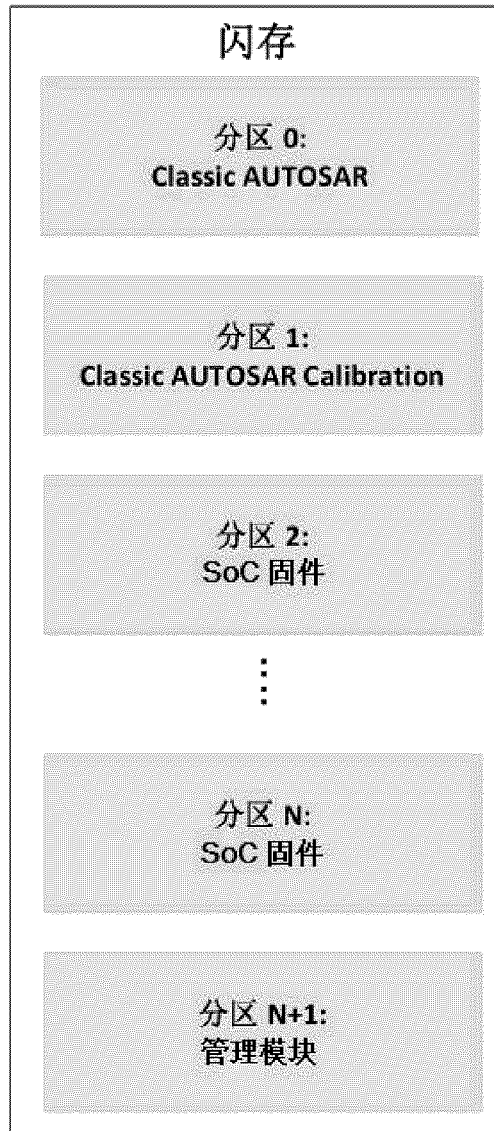 闪存
分区 0:
Classic AUTOSAR
分区 1:
Classic AUTOSAR Calibration
分区 2:
SoC 固件
分区 N:
SoC 固件
分区 N+1:
管理模块